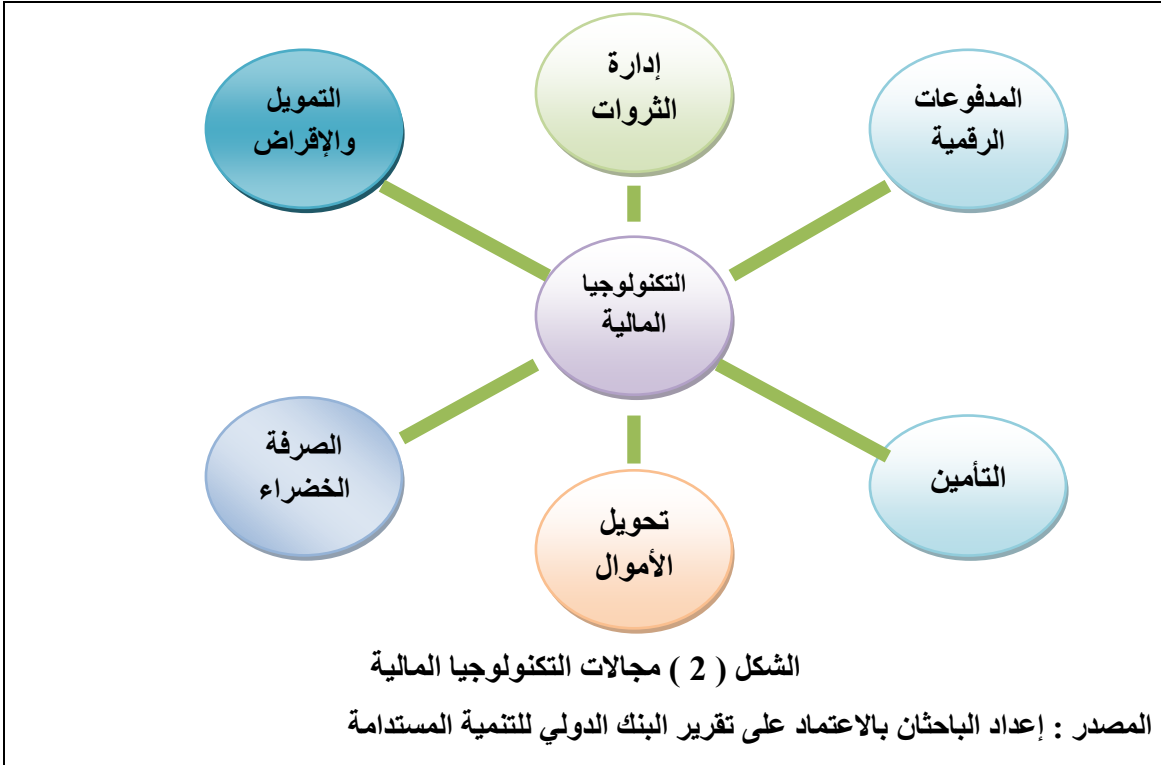 إدارة
الثروات
المدفوعات
الرقمية
التمويل
والإقراض
التكنولوجيا
المالية
الصرفة
الخضراء
التأمين
تحويل
الأموال
الشكل ( 2 ) مجالات التكنولوجيا المالية
المصدر : إعداد الباحثان بالاعتماد على تقرير البنك الدولي للتنمية المستدامة